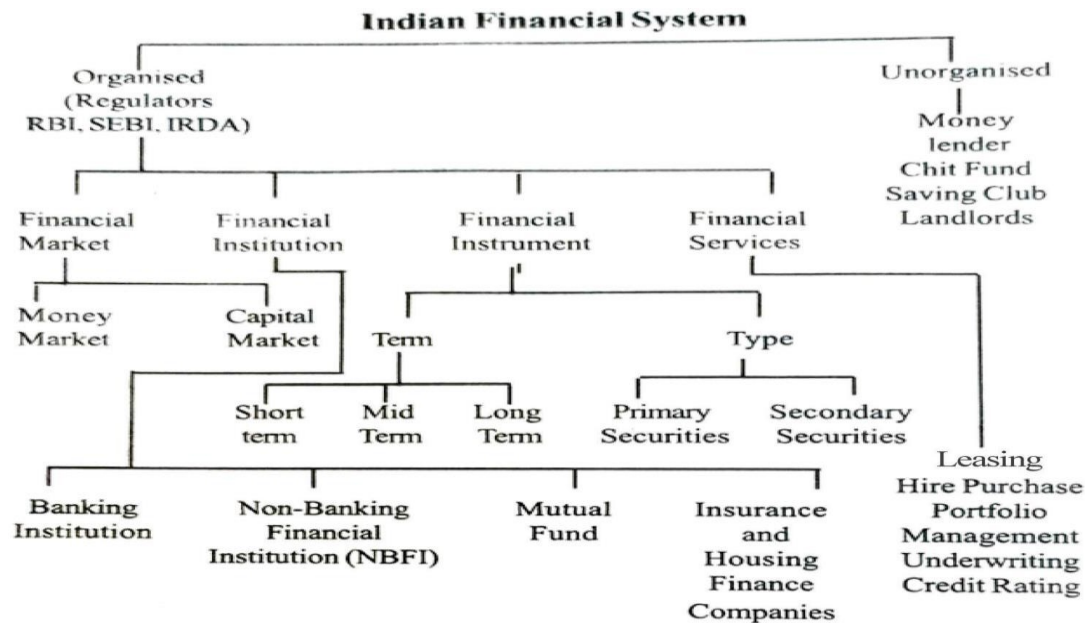 Indian Financial System
Organised
(Regulators
RBI, SEBI, IRDA)
Unorganised
Money
lender
Chit Fund
Saving Club
Landlords
Financial
Market
Financial
Institution
Financial
Instrument
Financial
Services
Money
Market
Capital
Market
Term
Type
Short
term
Mid
Term
Long
Term
Primary
Securities
Secondary
Securities
Banking
Institution
Non-Banking
Financial
Institution (NBFI)
Mutual
Fund
Insurance
and
Housing
Finance
Companies
Leasing
Hire Purchase
Portfolio
Management
Underwriting
Credit Rating